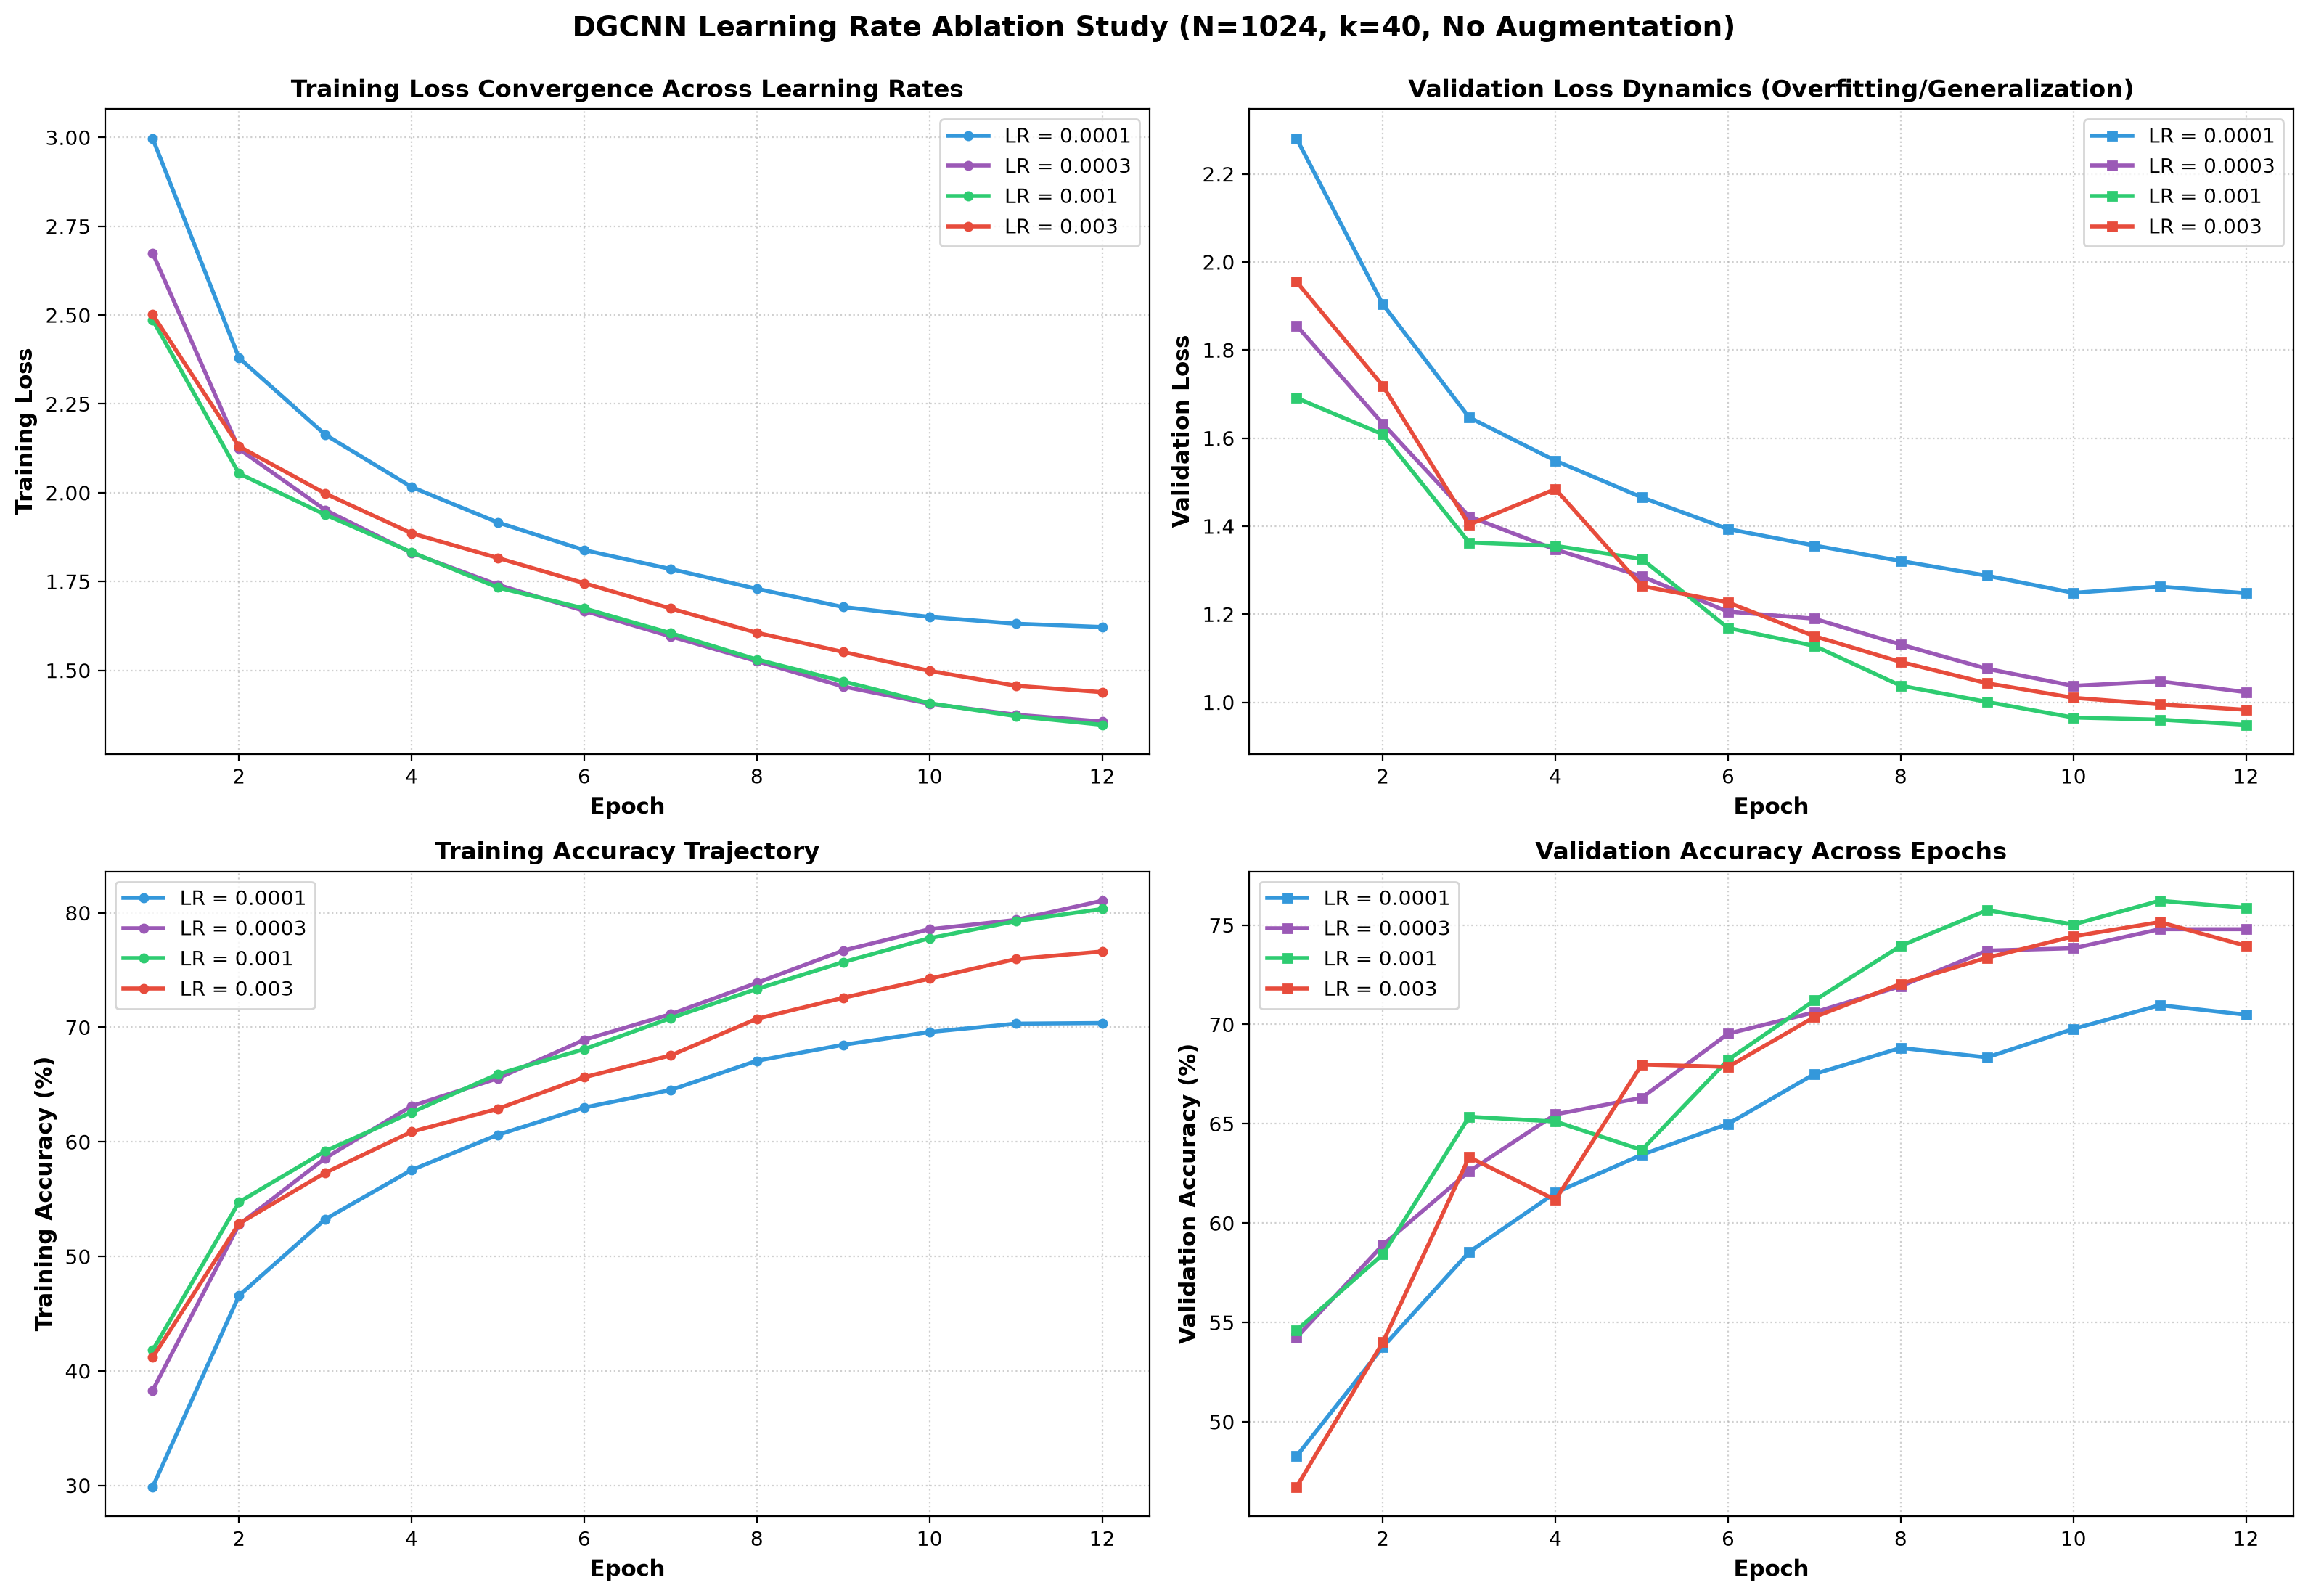 DGCNN Learning Rate Ablation Study (N=1024, k=40, No Augmentation)
Training Loss Convergence Across Learning Rates
3.00
2.75
2.50
2.25
2.00
1.75
1.50
Training Loss
LR = 0.0001
LR = 0.0003
LR = 0.001
LR = 0.003
2 4 6 8 10 12
Epoch
Validation Loss Dynamics (Overfitting/Generalization)
2.2
2.0
1.8
1.6
1.4
1.2
1.0
Validation Loss
LR = 0.0001
LR = 0.0003
LR = 0.001
LR = 0.003
2 4 6 8 10 12
Epoch
Training Accuracy Trajectory
80
70
60
50
40
30
Training Accuracy (%)
LR = 0.0001
LR = 0.0003
LR = 0.001
LR = 0.003
2 4 6 8 10 12
Epoch
Validation Accuracy Across Epochs
75
70
65
60
55
50
Validation Accuracy (%)
LR = 0.0001
LR = 0.0003
LR = 0.001
LR = 0.003
2 4 6 8 10 12
Epoch